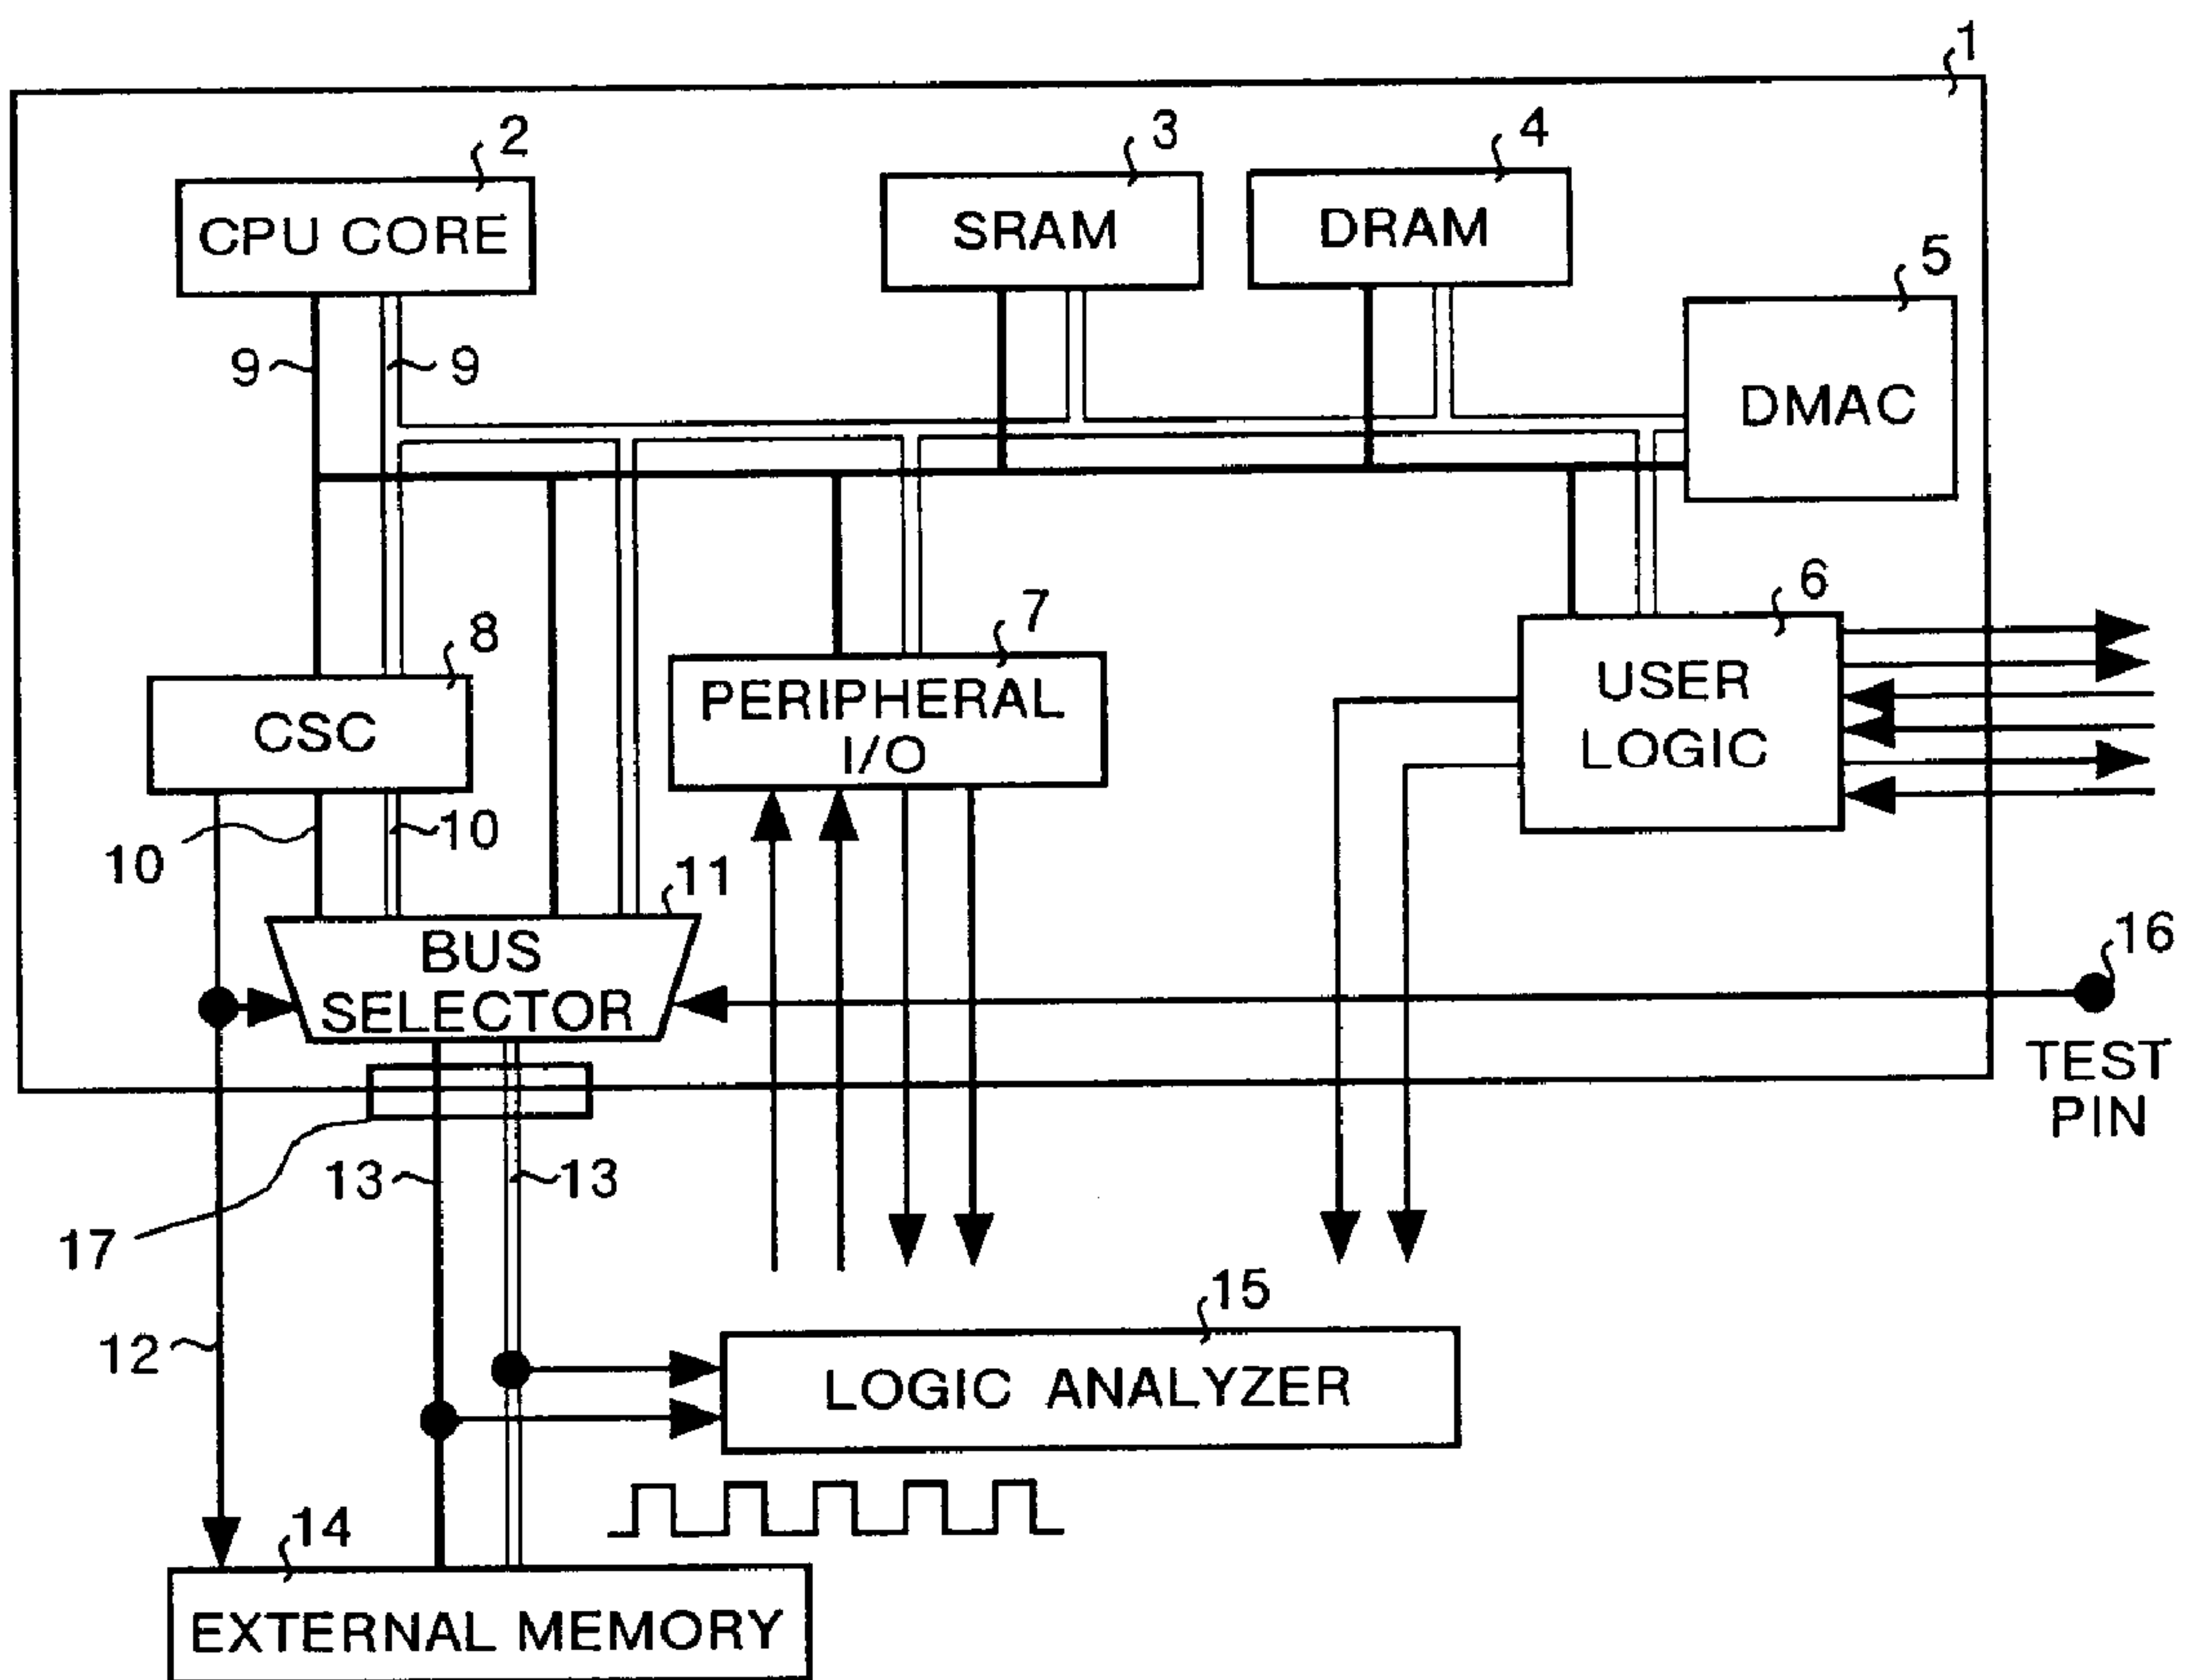 1
2
3
4
CPU CORE
SRAM
DRAM
5
9
9
DMAC
8
7
6
CSC
PERIPHERAL
I/O
USER
LOGIC
10
10
11
BUS
SELECTOR
16
TEST
PIN
13
13
17
12
15
LOGIC ANALYZER
14
EXTERNAL MEMORY